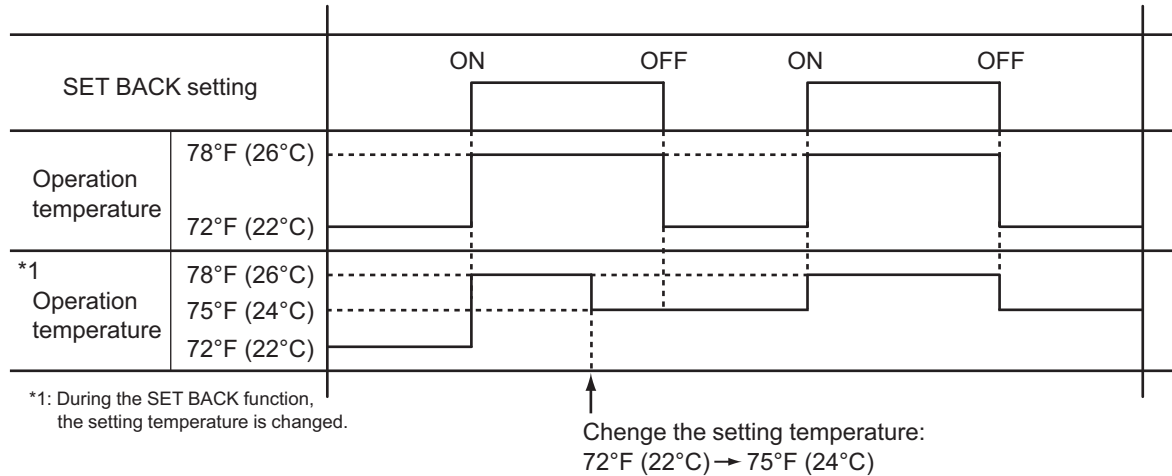 ON OFF ON OFF
SET BACK setting
78°F (26°C)
Operation
temperature
72°F (22°C)
*1
78°F (26°C)
Operation
75°F (24°C)
temperature
72°F (22°C)
*1: During the SET BACK function,
the setting temperature is changed.
Chenge the setting temperature:
72°F (22°C) → 75°F (24°C)